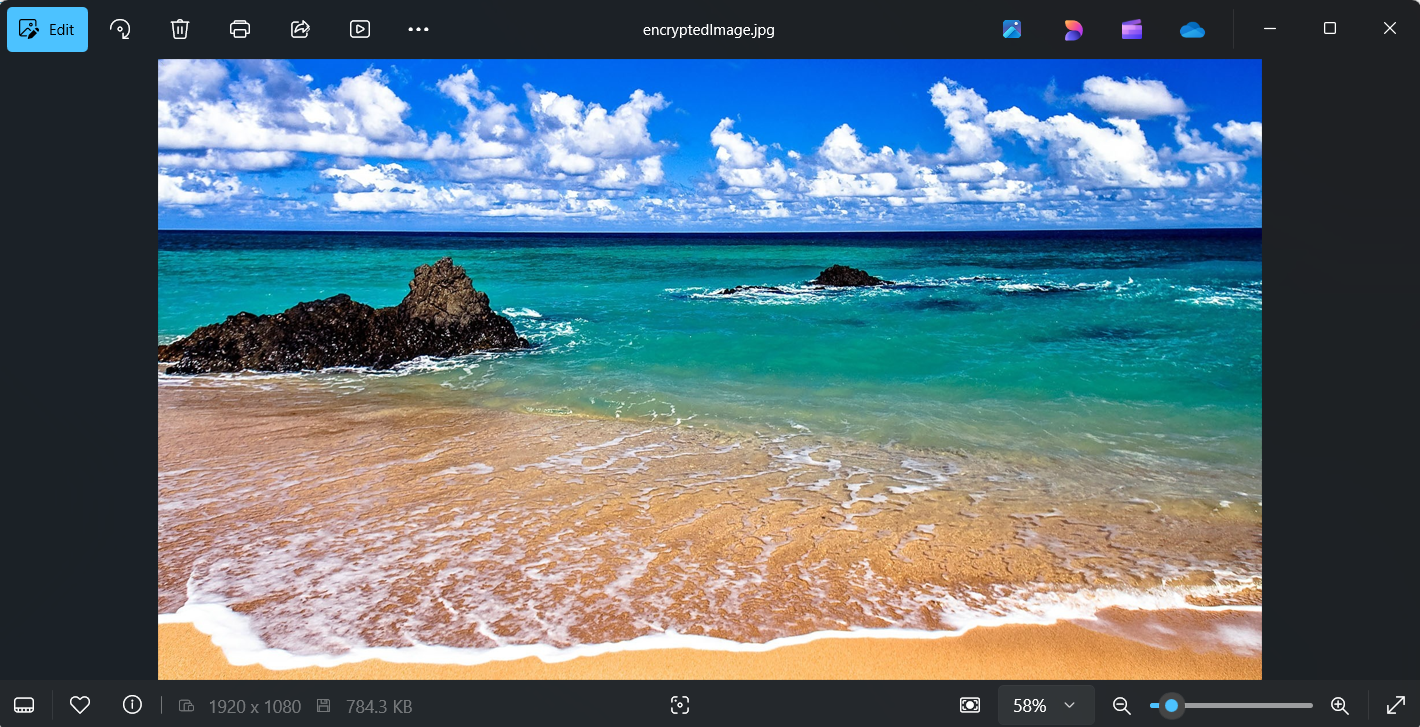 Edit
encryptedImage.jpg
1920 x 1080
784.3 KB
58%